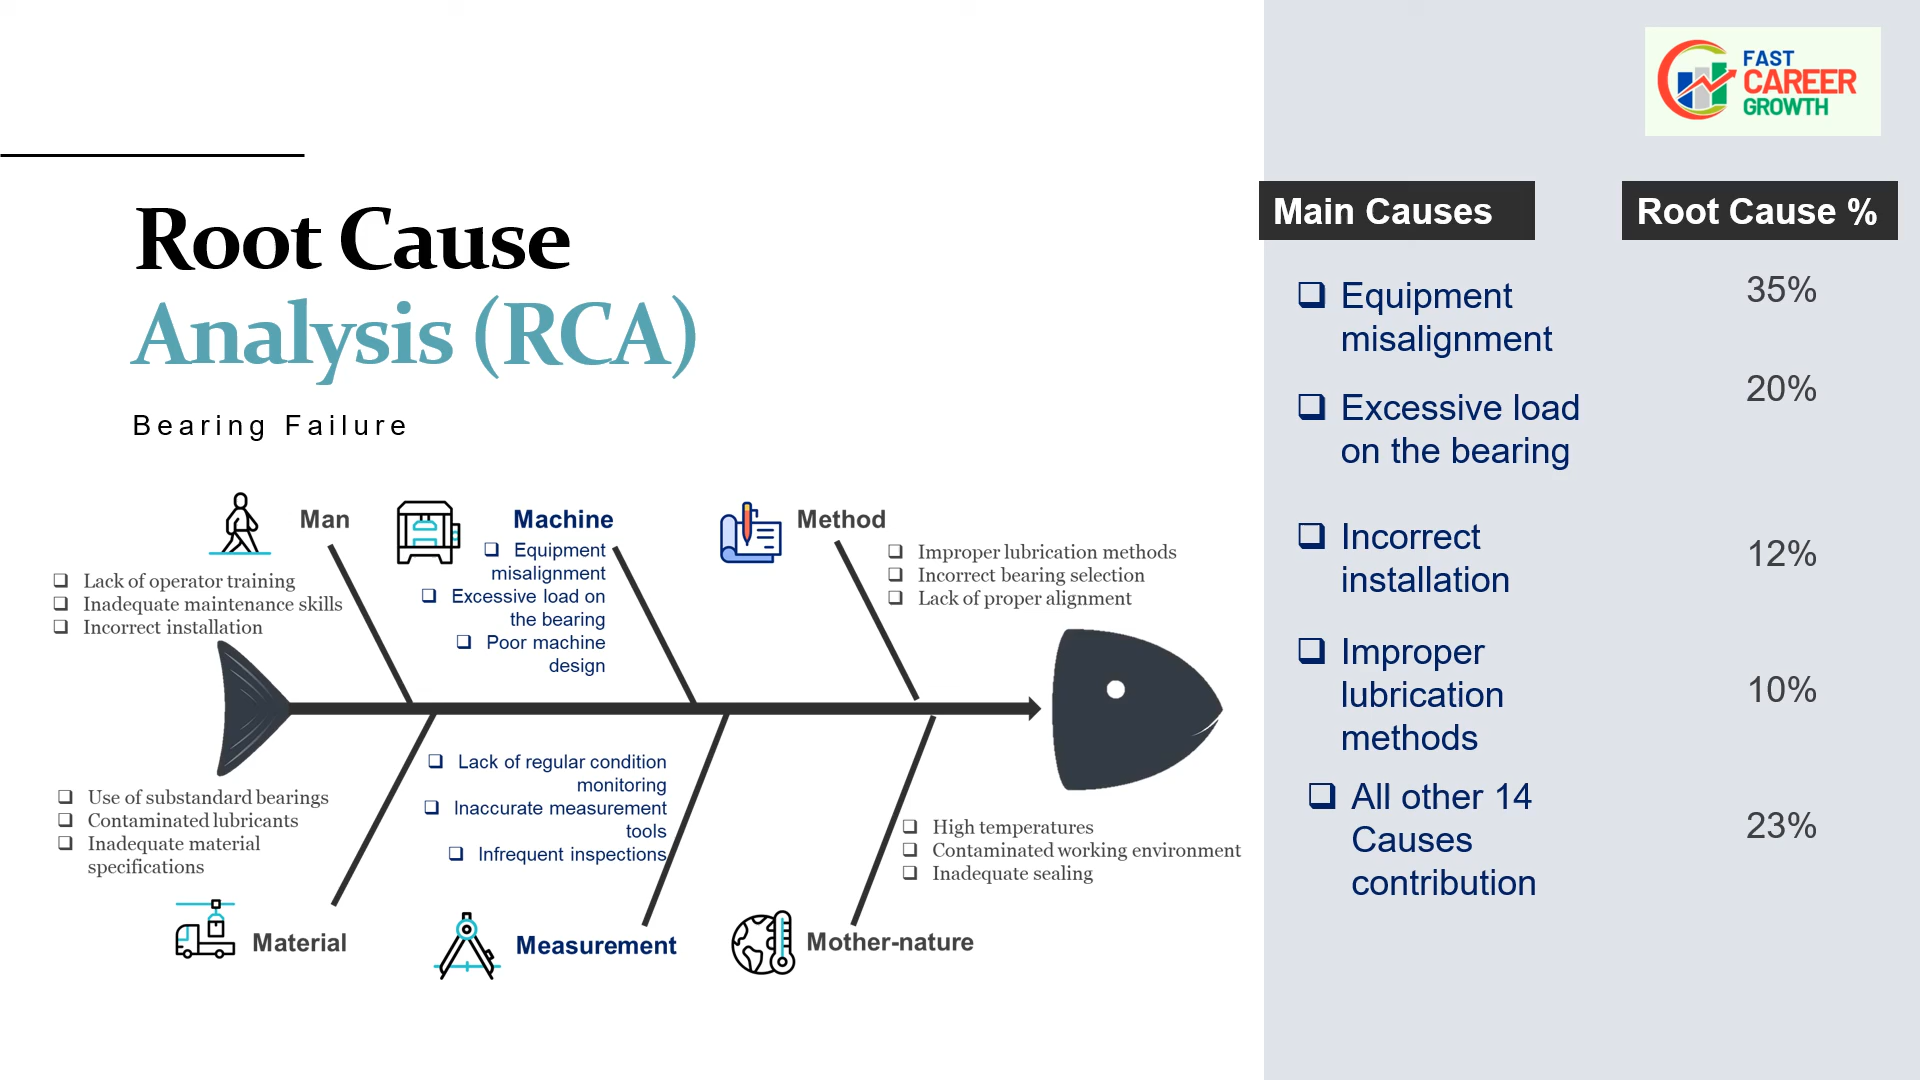 FAST
CAREER
GROWTH
Root Cause
Analysis (RCA)
Bearing Failure
Man
Lack of operator training
Inadequate maintenance skills
Incorrect installation
Machine
Equipment
misalignment
Excessive load on
the bearing
Poor machine
design
Method
Improper lubrication methods
Incorrect bearing selection
Lack of proper alignment
Use of substandard bearings
Contaminated lubricants
Inadequate material
specifications
Material
Lack of regular condition
monitoring
Inaccurate measurement
tools
Infrequent inspections
Measurement
High temperatures
Contaminated working environment
Inadequate sealing
Mother-nature
Main Causes
Root Cause %
Equipment
misalignment
35%
Excessive load
on the bearing
20%
Incorrect
installation
12%
Improper
lubrication
methods
10%
All other 14
Causes
contribution
23%